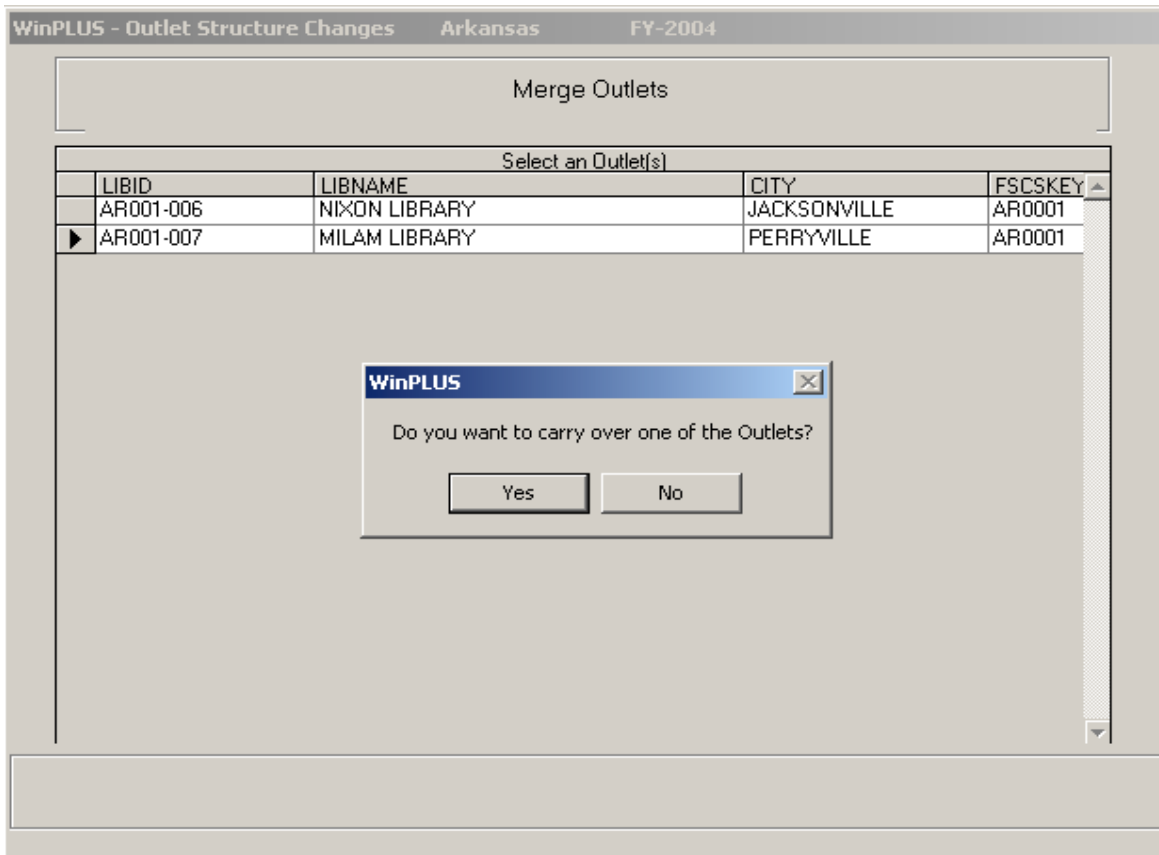 WinPLUS - Outlet Structure Changes Arkansas FY-2004
Merge Outlets
Select an Outlet(s)
LIBID LIBNAME CITY FSCSKEY
AR001-006 NIXON LIBRARY JACKSONVILLE AR0001
AR001-007 MILAM LIBRARY PERRYVILLE AR0001
WinPLUS
Do you want to carry over one of the Outlets?
Yes No